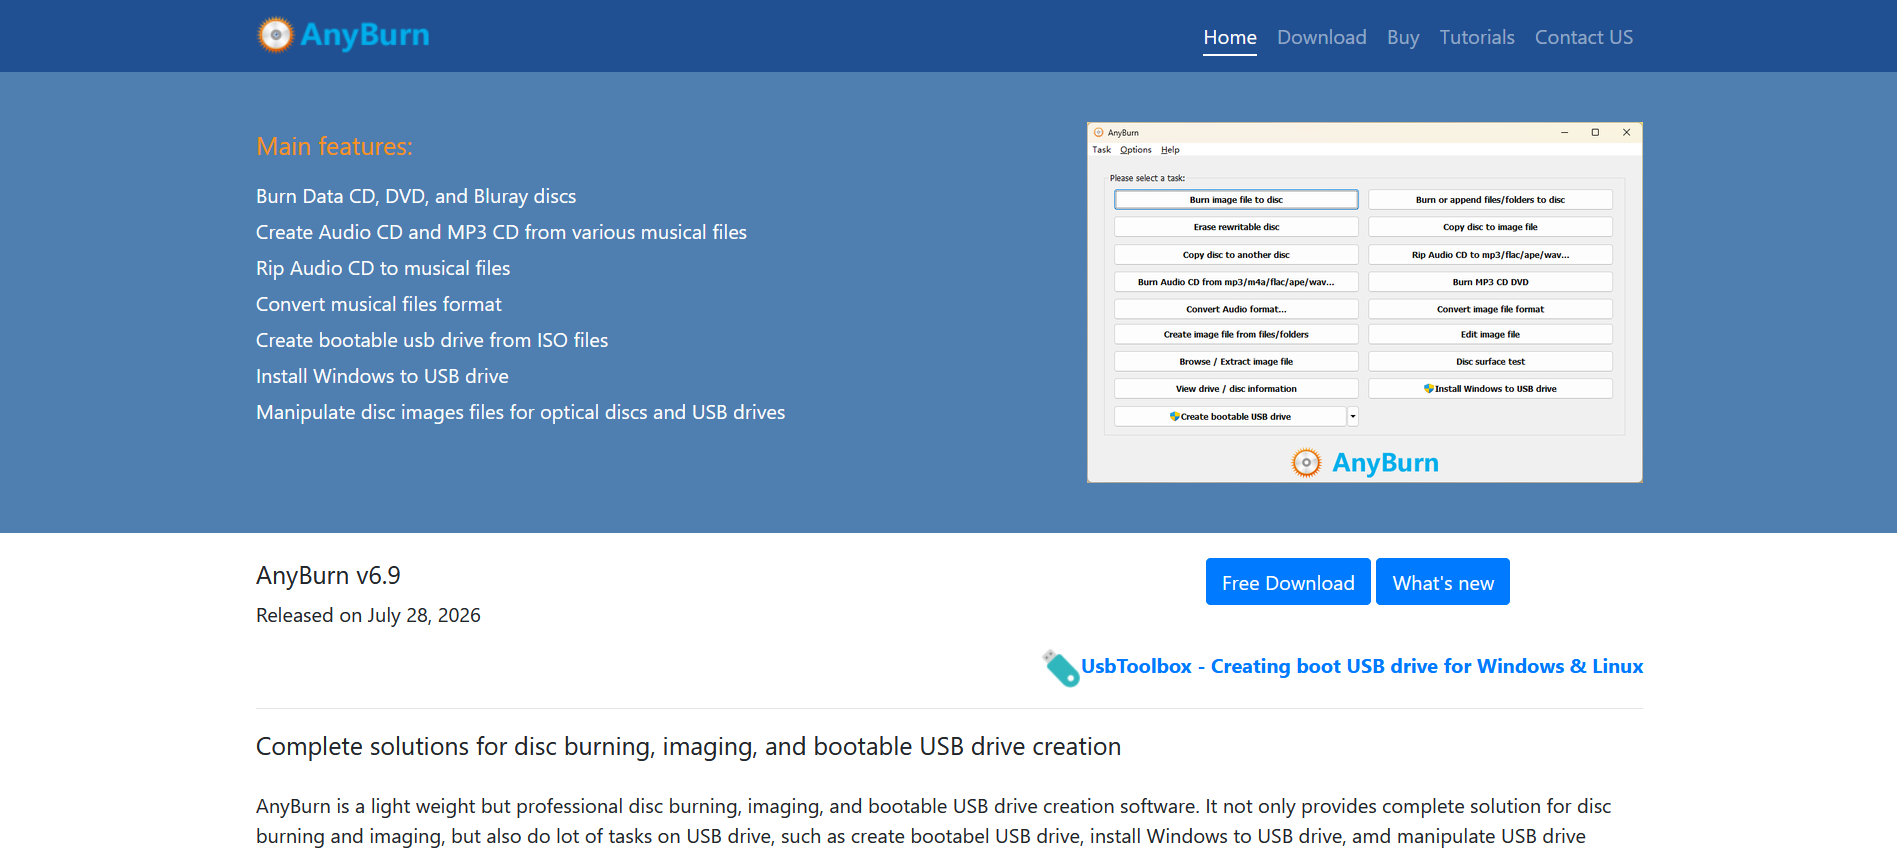 AnyBurn
Home Download Buy Tutorials Contact US
Main features:
Burn Data CD, DVD, and Bluray discs
Create Audio CD and MP3 CD from various musical files
Rip Audio CD to musical files
Convert musical files format
Create bootable usb drive from ISO files
Install Windows to USB drive
Manipulate disc images files for optical discs and USB drives
AnyBurn
Task Options Help
Please select a task:
Burn image file to disc
Burn or append files/folders to disc
Erase rewritable disc
Copy disc to image file
Copy disc to another disc
Rip Audio CD to mp3/flac/ape/wav...
Burn Audio CD from mp3/m4a/flac/ape/wav...
Burn MP3 CD DVD
Convert Audio format...
Convert image file format
Create image file from files/folders
Edit image file
Browse / Extract image file
Disc surface test
View drive / disc information
Install Windows to USB drive
Create bootable USB drive
AnyBurn
AnyBurn v6.9
Released on July 28, 2026
Free Download
What's new
UsbToolbox - Creating boot USB drive for Windows & Linux
Complete solutions for disc burning, imaging, and bootable USB drive creation
AnyBurn is a light weight but professional disc burning, imaging, and bootable USB drive creation software. It not only provides complete solution for disc
burning and imaging, but also do lot of tasks on USB drive, such as create bootabel USB drive, install Windows to USB drive, amd manipulate USB drive